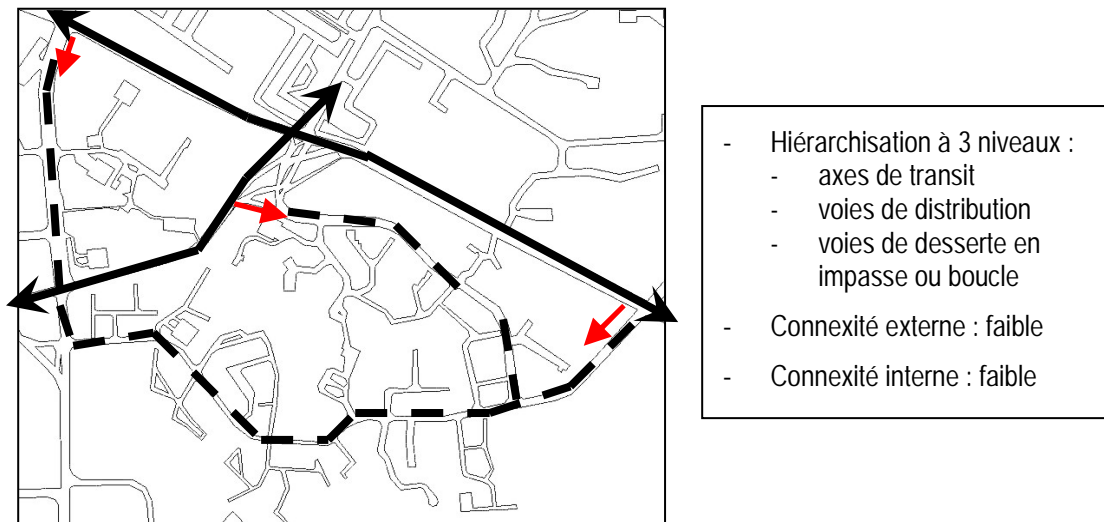 - Hiérarchisation à 3 niveaux :
- axes de transit
- voies de distribution
- voies de desserte en
impasse ou boucle
- Connexité externe : faible
- Connexité interne : faible